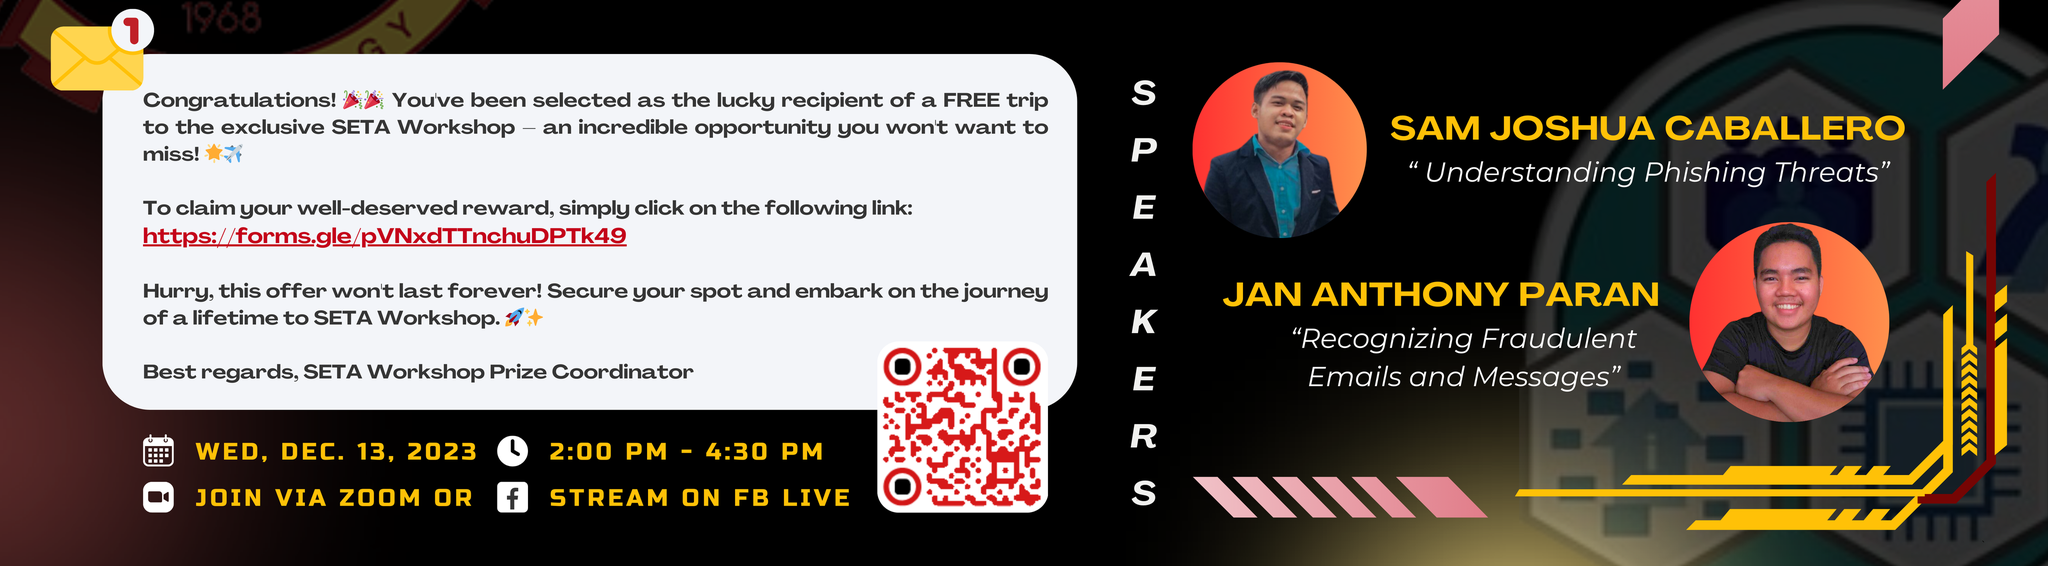 1968
GY
1
Congratulations! 🎉🎉 You've been selected as the lucky recipient of a FREE trip
to the exclusive SETA Workshop – an incredible opportunity you won't want to
miss! 🌟✈️
To claim your well-deserved reward, simply click on the following link:
https://forms.gle/pVNxdTTnchuDPTk49
Hurry, this offer won't last forever! Secure your spot and embark on the journey
of a lifetime to SETA Workshop. 🚀✨
Best regards, SETA Workshop Prize Coordinator
WED, DEC. 13, 2023
2:00 PM - 4:30 PM
JOIN VIA ZOOM OR
STREAM ON FB LIVE
SPEAKERS
SAM JOSHUA CABALLERO
“ Understanding Phishing Threats”
JAN ANTHONY PARAN
“Recognizing Fraudulent
Emails and Messages”